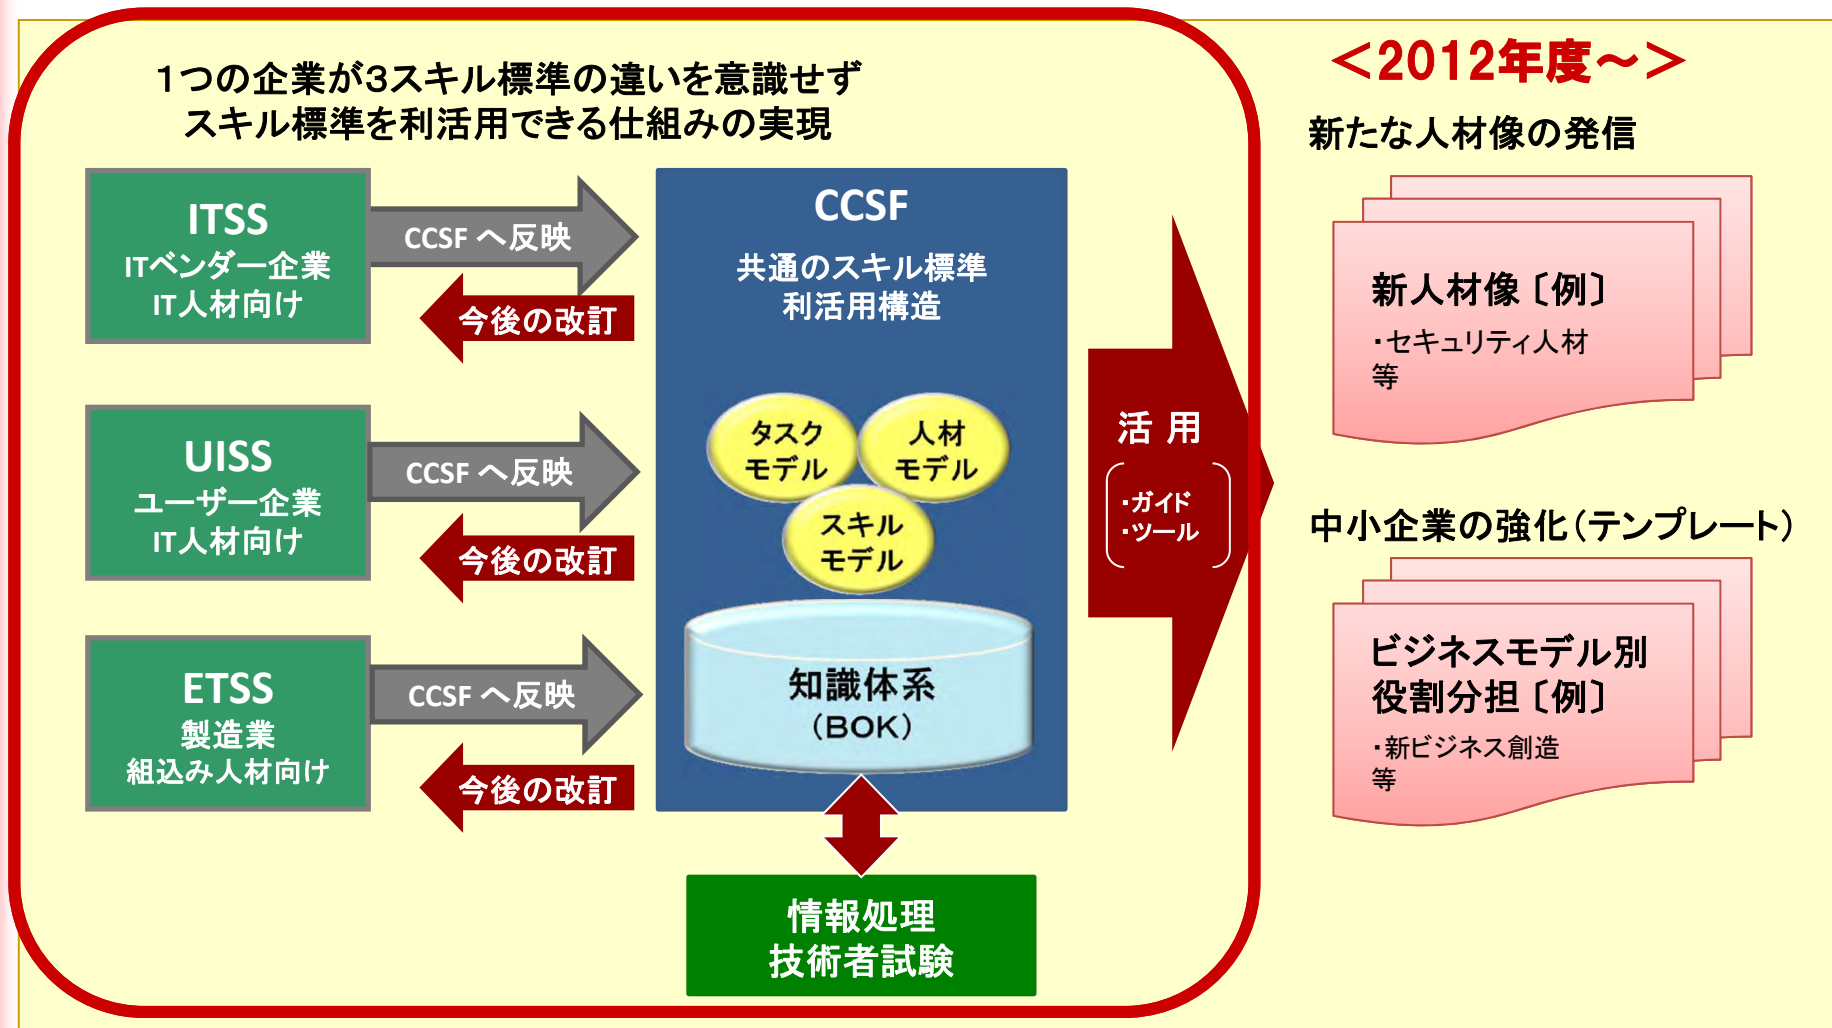 1つの企業が3スキル標準の違いを意識せず
スキル標準を利活用できる仕組みの実現
ITSS
ITベンダー企業
IT人材向け
CCSF へ反映
今後の改訂
UISS
ユーザー企業
IT人材向け
CCSF へ反映
今後の改訂
ETSS
製造業
組込み人材向け
CCSF へ反映
今後の改訂
CCSF
共通のスキル標準
利活用構造
タスク
モデル
人材
モデル
スキル
モデル
知識体系
(BOK)
情報処理
技術者試験
活 用
・ガイド
・ツール
<2012年度~>
新たな人材像の発信
新人材像〔例〕
・セキュリティ人材
等
中小企業の強化(テンプレート)
ビジネスモデル別
役割分担〔例〕
・新ビジネス創造
等